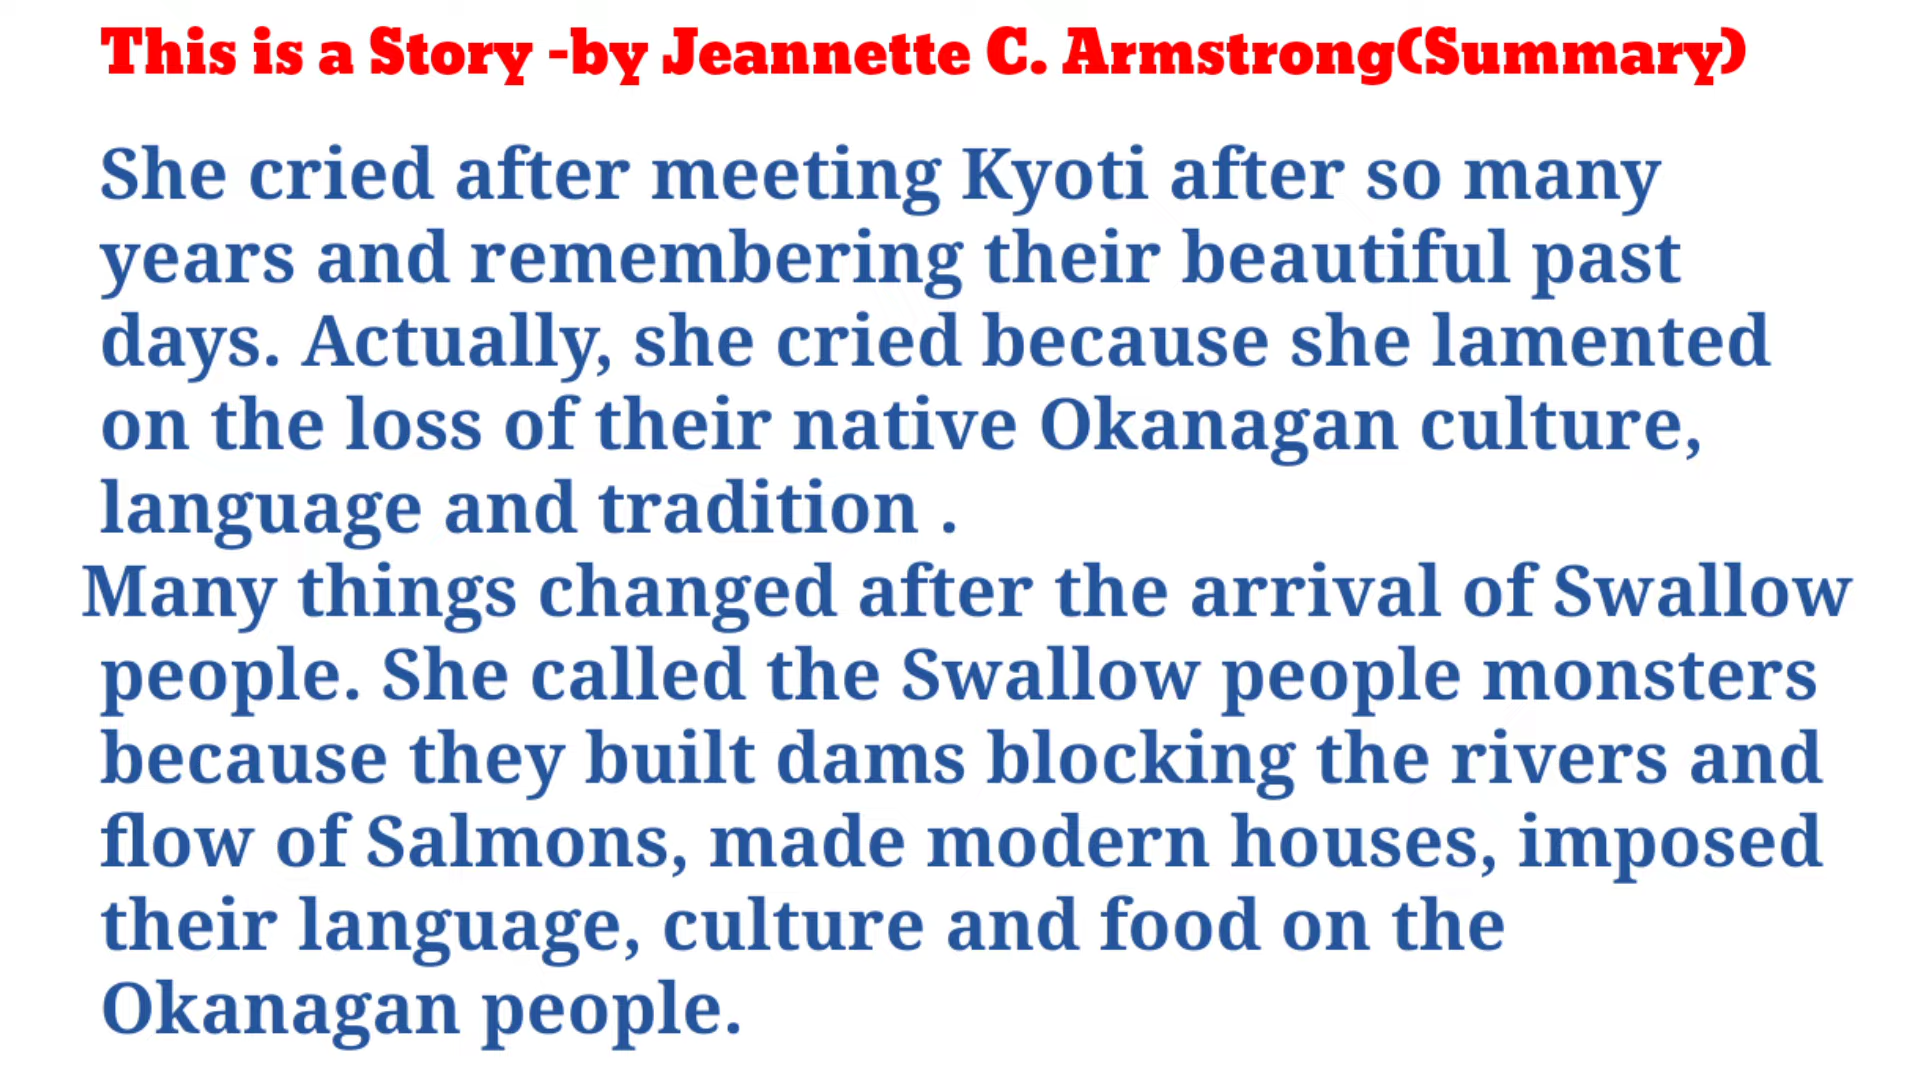 This is a Story -by Jeannette C. Armstrong(Summary)
She cried after meeting Kyoti after so many
years and remembering their beautiful past
days. Actually, she cried because she lamented
on the loss of their native Okanagan culture,
language and tradition .
Many things changed after the arrival of Swallow
people. She called the Swallow people monsters
because they built dams blocking the rivers and
flow of Salmons, made modern houses, imposed
their language, culture and food on the
Okanagan people.